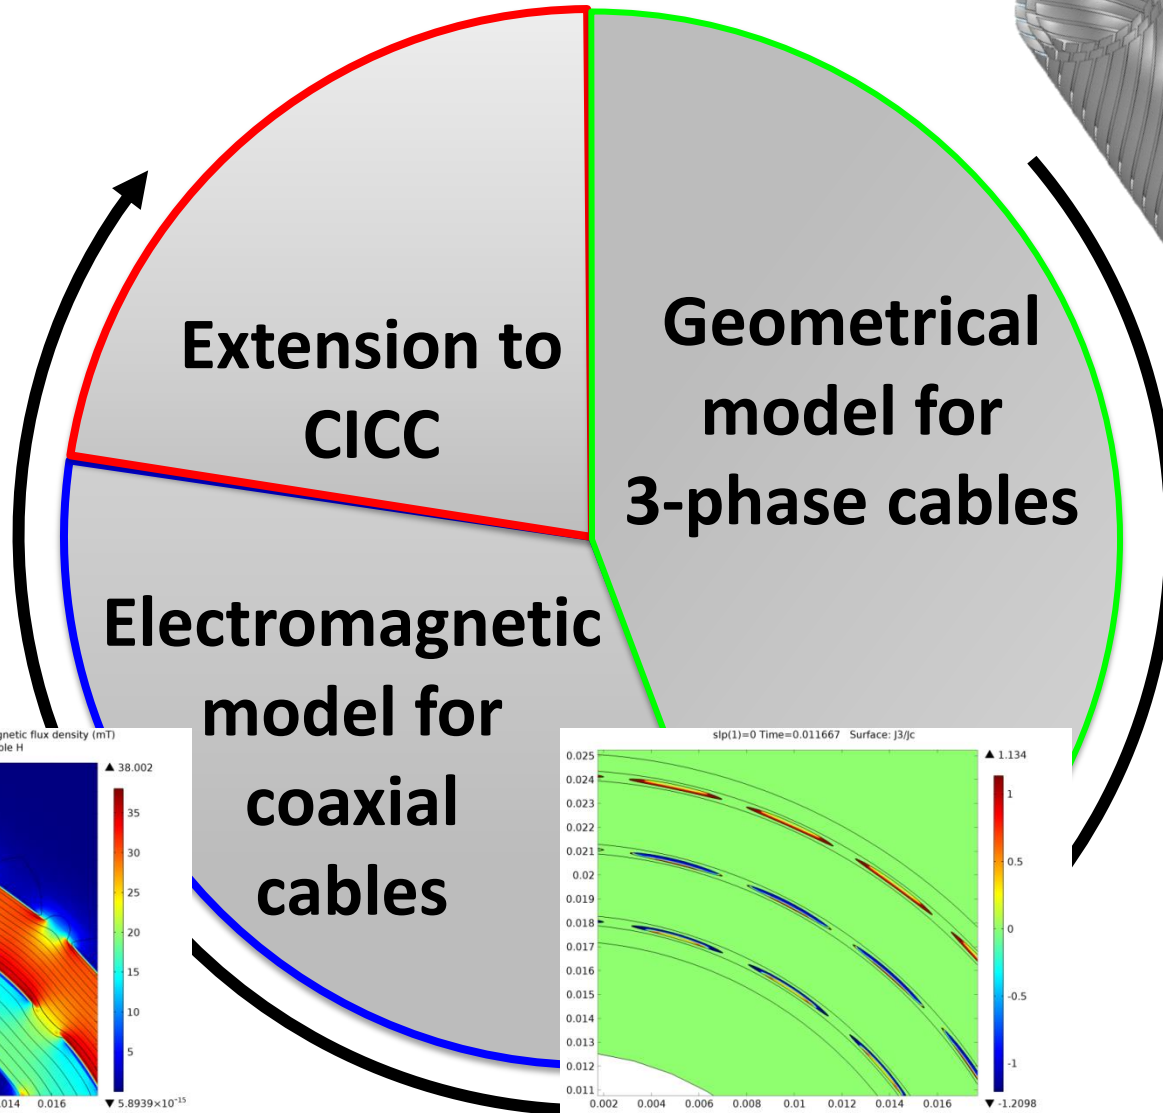 Extension to
CICC
Geometrical
model for
3-phase cables
Electromagnetic
model for
coaxial
cables
gnetic flux density (mT)
ble H
▲ 38.002
35
30
25
20
15
10
5
▼ 5.8939×10⁻¹⁵
.014 0.016
slp(1)=0 Time=0.011667 Surface: J3/Jc
0.025
0.024
0.023
0.022
0.021
0.02
0.019
0.018
0.017
0.016
0.015
0.014
0.013
0.012
0.011
0.002 0.004 0.006 0.008 0.01 0.012 0.014 0.016
▲ 1.134
1
0.5
0
-0.5
-1
▼ -1.2098